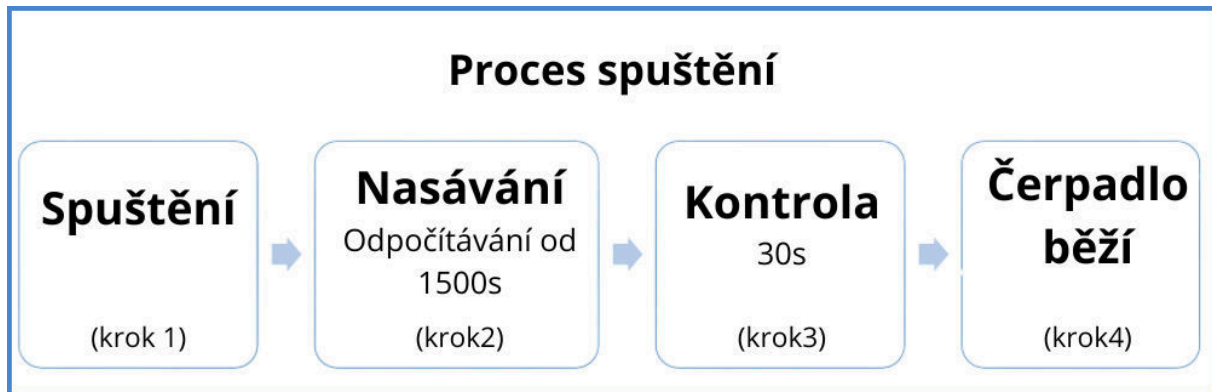 Proces spuštění
Spuštění
(krok 1)
Nasávání
Odpočítávání od
1500s
(krok2)
Kontrola
30s
(krok3)
Čerpadlo
běží
(krok4)